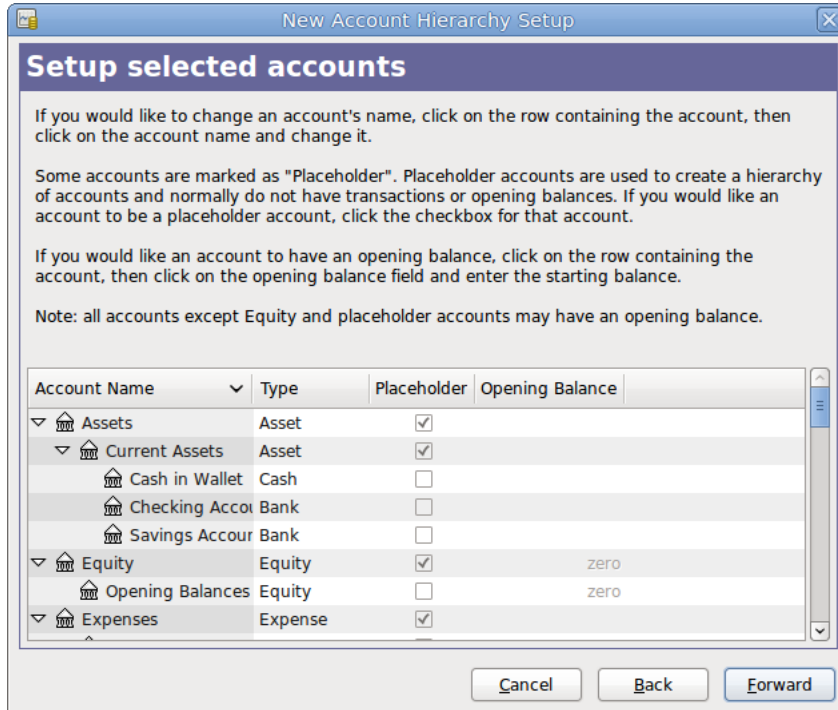 New Account Hierarchy Setup
Setup selected accounts
If you would like to change an account's name, click on the row containing the account, then
click on the account name and change it.
Some accounts are marked as "Placeholder". Placeholder accounts are used to create a hierarchy
of accounts and normally do not have transactions or opening balances. If you would like an
account to be a placeholder account, click the checkbox for that account.
If you would like an account to have an opening balance, click on the row containing the
account, then click on the opening balance field and enter the starting balance.
Note: all accounts except Equity and placeholder accounts may have an opening balance.
Account Name Type Placeholder Opening Balance
Assets Asset
Current Assets Asset
Cash in Wallet Cash
Checking Accou Bank
Savings Accour Bank
Equity Equity zero
Opening Balances Equity zero
Expenses Expense
Cancel Back Forward